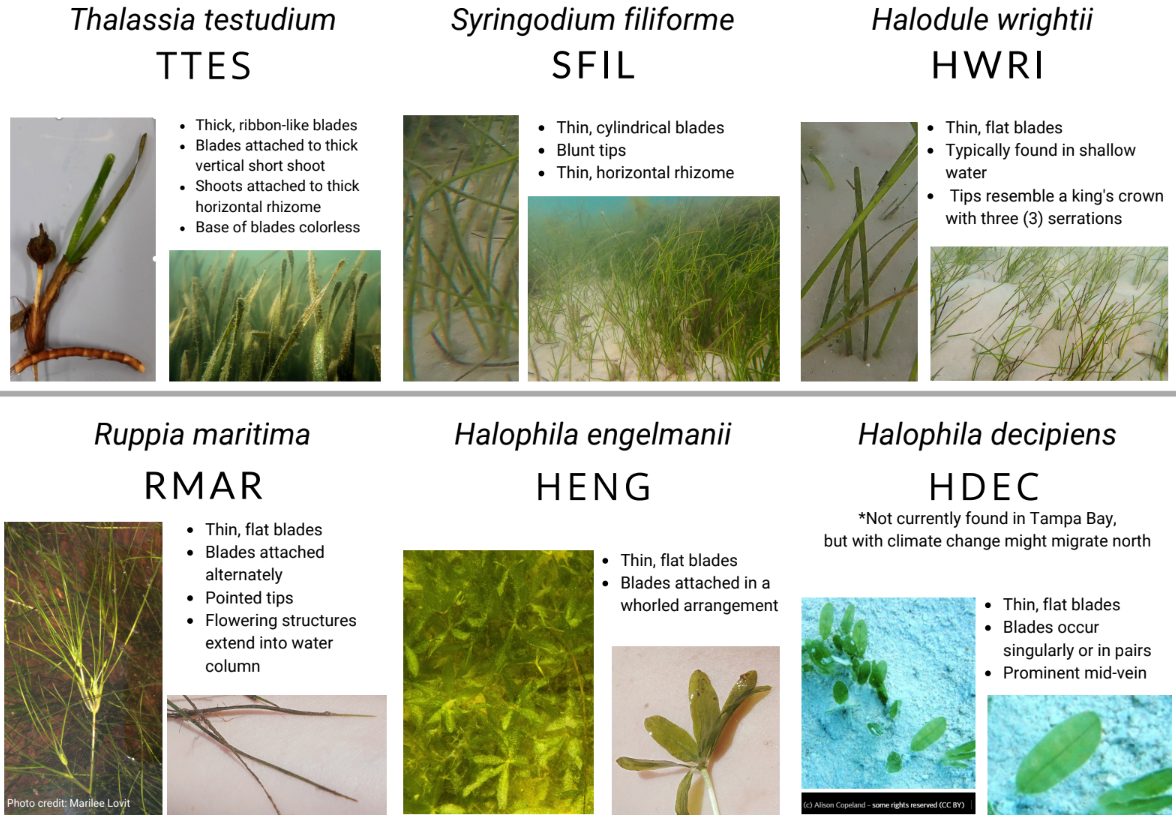 Thalassia testudium
TTES
• Thick, ribbon-like blades
• Blades attached to thick
vertical short shoot
• Shoots attached to thick
horizontal rhizome
• Base of blades colorless
Syringodium filiforme
SFIL
• Thin, cylindrical blades
• Blunt tips
• Thin, horizontal rhizome
Halodule wrightii
HWRI
• Thin, flat blades
• Typically found in shallow
water
• Tips resemble a king's crown
with three (3) serrations
Ruppia maritima
RMAR
• Thin, flat blades
• Blades attached
alternately
• Pointed tips
• Flowering structures
extend into water
column
Photo credit: Marilee Lovit
Halophila engelmanii
HENG
• Thin, flat blades
• Blades attached in a
whorled arrangement
Halophila decipiens
HDEC
*Not currently found in Tampa Bay,
but with climate change might migrate north
• Thin, flat blades
• Blades occur
singularly or in pairs
• Prominent mid-vein
(c) Alison Copeland – some rights reserved (CC BY)